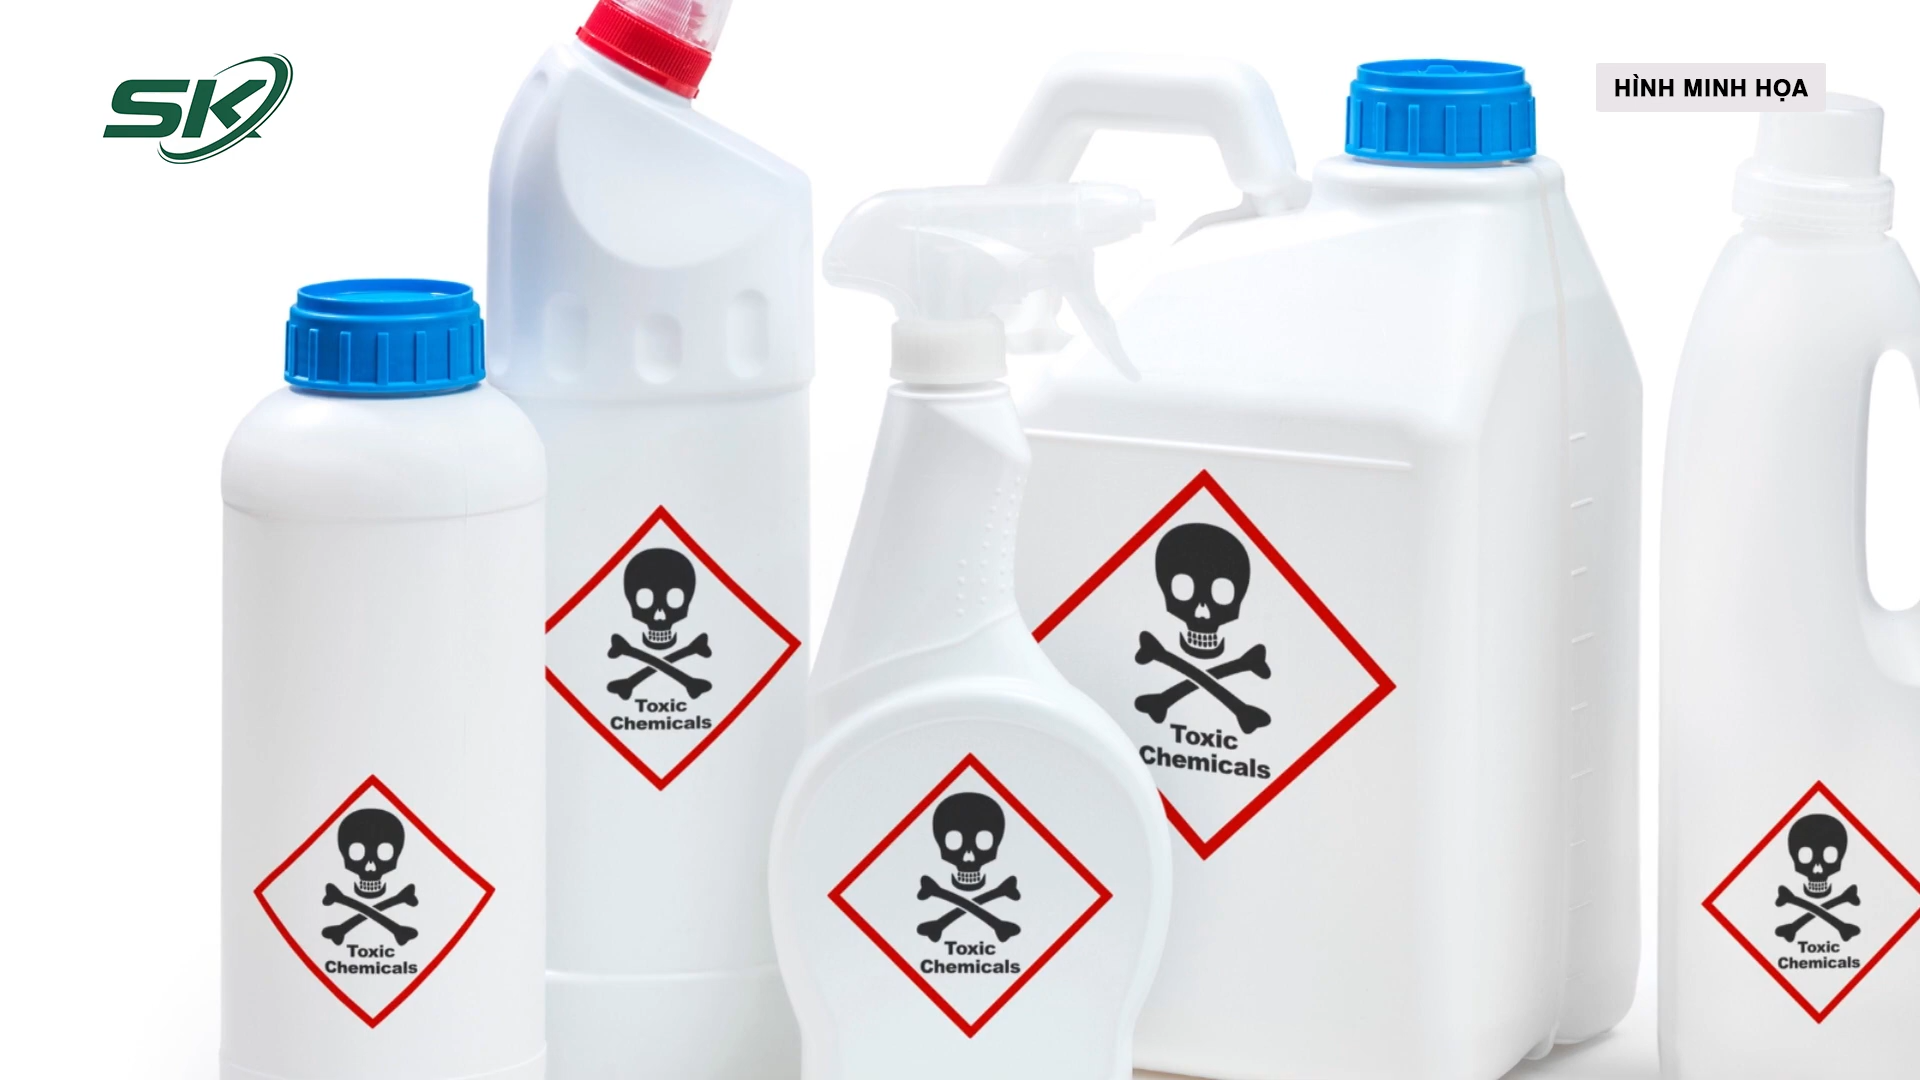 SK
HÌNH MINH HỌA
Toxic
Chemicals
Toxic
Chemicals
Toxic
Chemicals
Toxic
Chemicals
Toxic
Chemicals